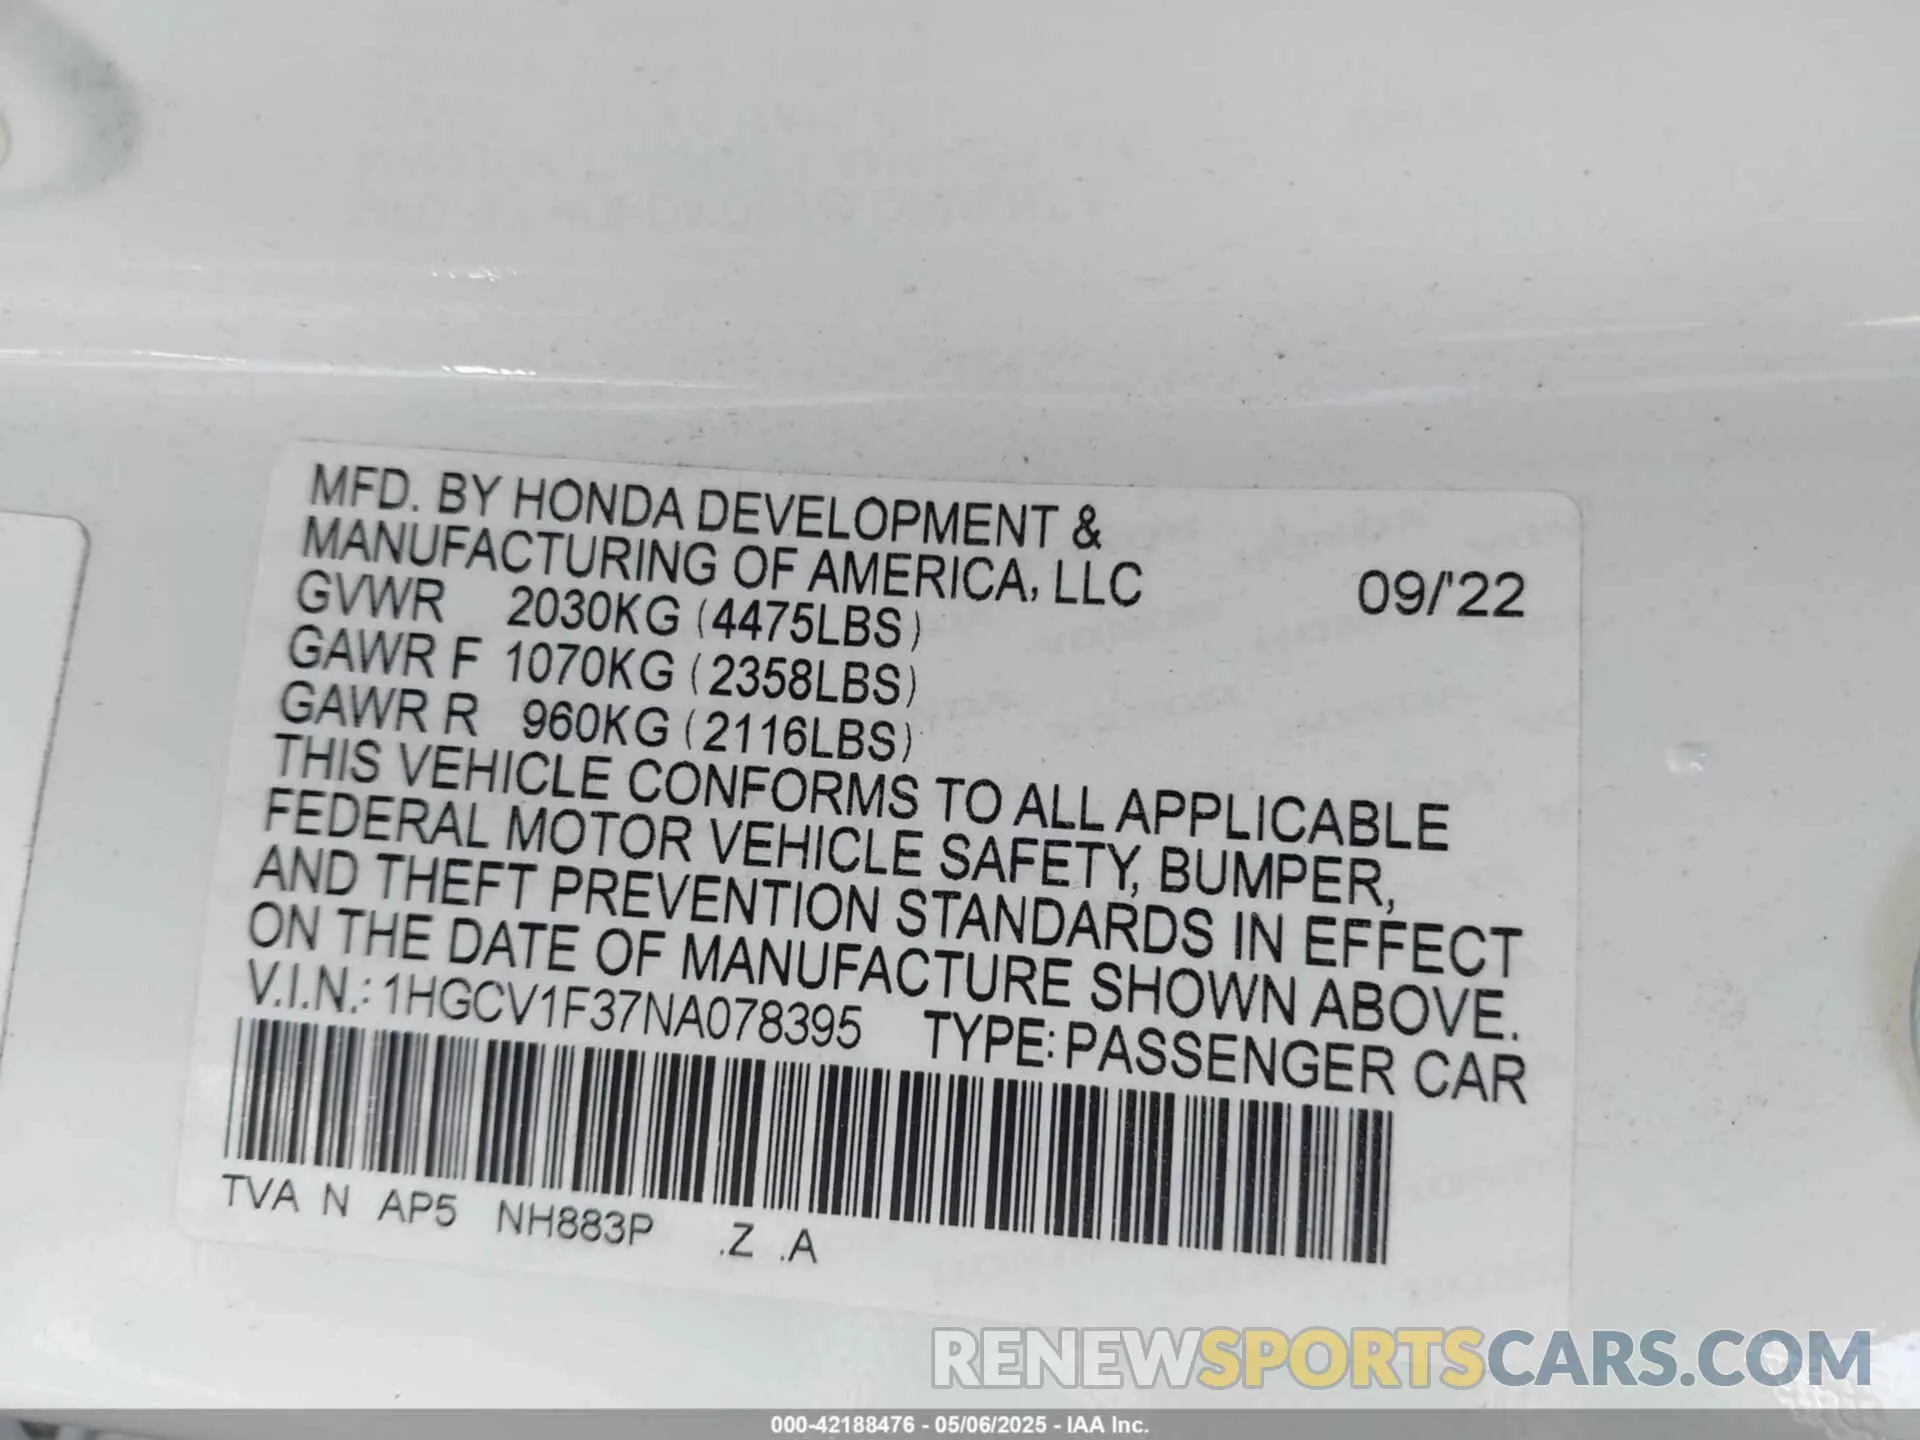 MFD. BY HONDA DEVELOPMENT &
MANUFACTURING OF AMERICA, LLC 09/'22
GVWR 2030KG (4475LBS)
GAWR F 1070KG (2358LBS)
GAWR R 960KG (2116LBS)
THIS VEHICLE CONFORMS TO ALL APPLICABLE
FEDERAL MOTOR VEHICLE SAFETY, BUMPER,
AND THEFT PREVENTION STANDARDS IN EFFECT
ON THE DATE OF MANUFACTURE SHOWN ABOVE.
V.I.N.: 1HGCV1F37NA078395 TYPE: PASSENGER CAR
TVA N AP5 NH883P .Z .A
RENEWSPORTSCARS.COM
000-42188476 - 05/06/2025 - IAA Inc.